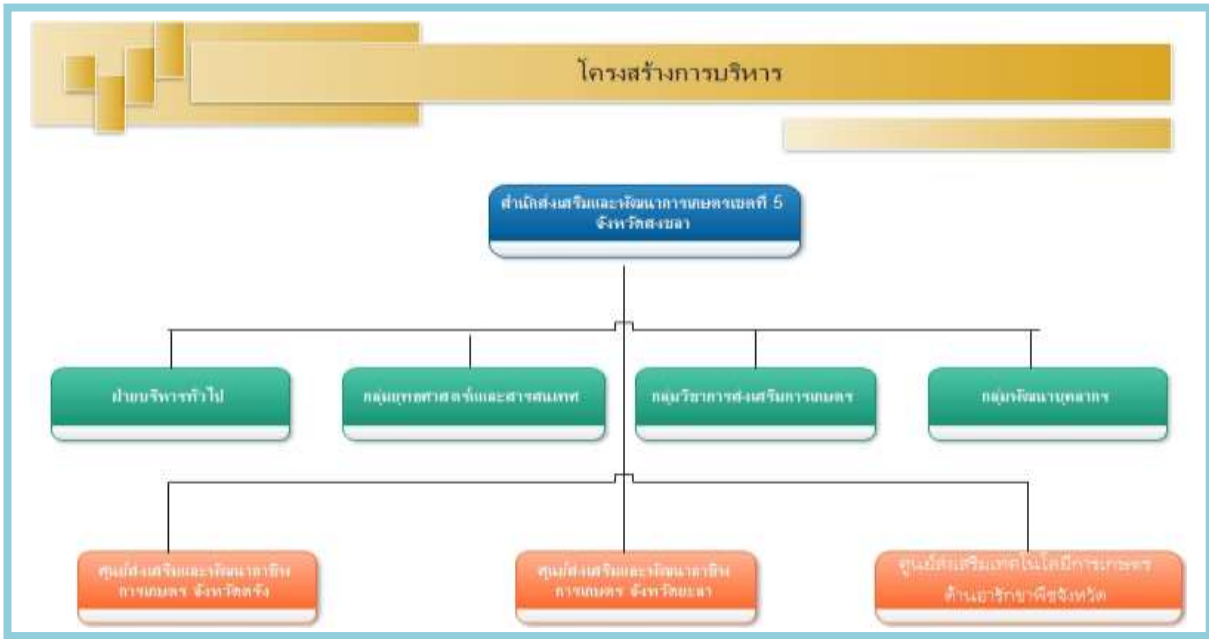 โครงสร้างการบริหาร
สำนักส่งเสริมและพัฒนาการเกษตรเขตที่ 5
จังหวัดสงขลา
ฝ่ายบริหารทั่วไป
กลุ่มยุทธศาสตร์และสารสนเทศ
กลุ่มวิชาการส่งเสริมการเกษตร
กลุ่มพัฒนาบุคลากร
ศูนย์ส่งเสริมและพัฒนาอาชีพ
การเกษตร จังหวัดตรัง
ศูนย์ส่งเสริมและพัฒนาอาชีพ
การเกษตร จังหวัดยะลา
ศูนย์ส่งเสริมเทคโนโลยีการเกษตร
ด้านอารักขาพืชจังหวัด